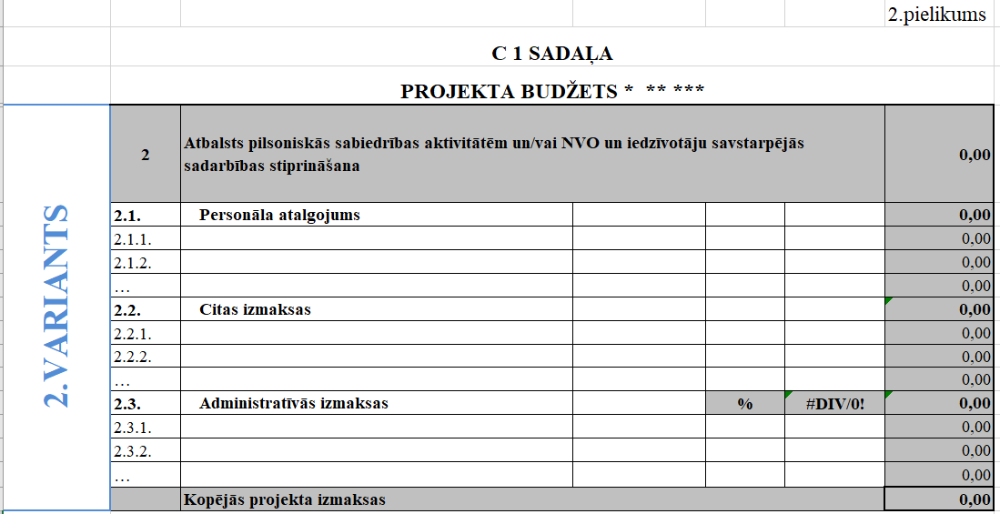 2.pielikums
C 1 SADAĻA
PROJEKTA BUDŽETS * ** ***
2.VARIANTS
2 Atbalsts pilsoniskās sabiedrības aktivitātēm un/vai NVO un iedzīvotāju savstarpējās
sadarbības stiprināšana 0,00
2.1. Personāla atalgojums 0,00
2.1.1. 0,00
2.1.2. 0,00
… 0,00
2.2. Citas izmaksas 0,00
2.2.1. 0,00
2.2.2. 0,00
… 0,00
2.3. Administratīvās izmaksas % #DIV/0! 0,00
2.3.1. 0,00
2.3.2. 0,00
… 0,00
Kopējās projekta izmaksas 0,00